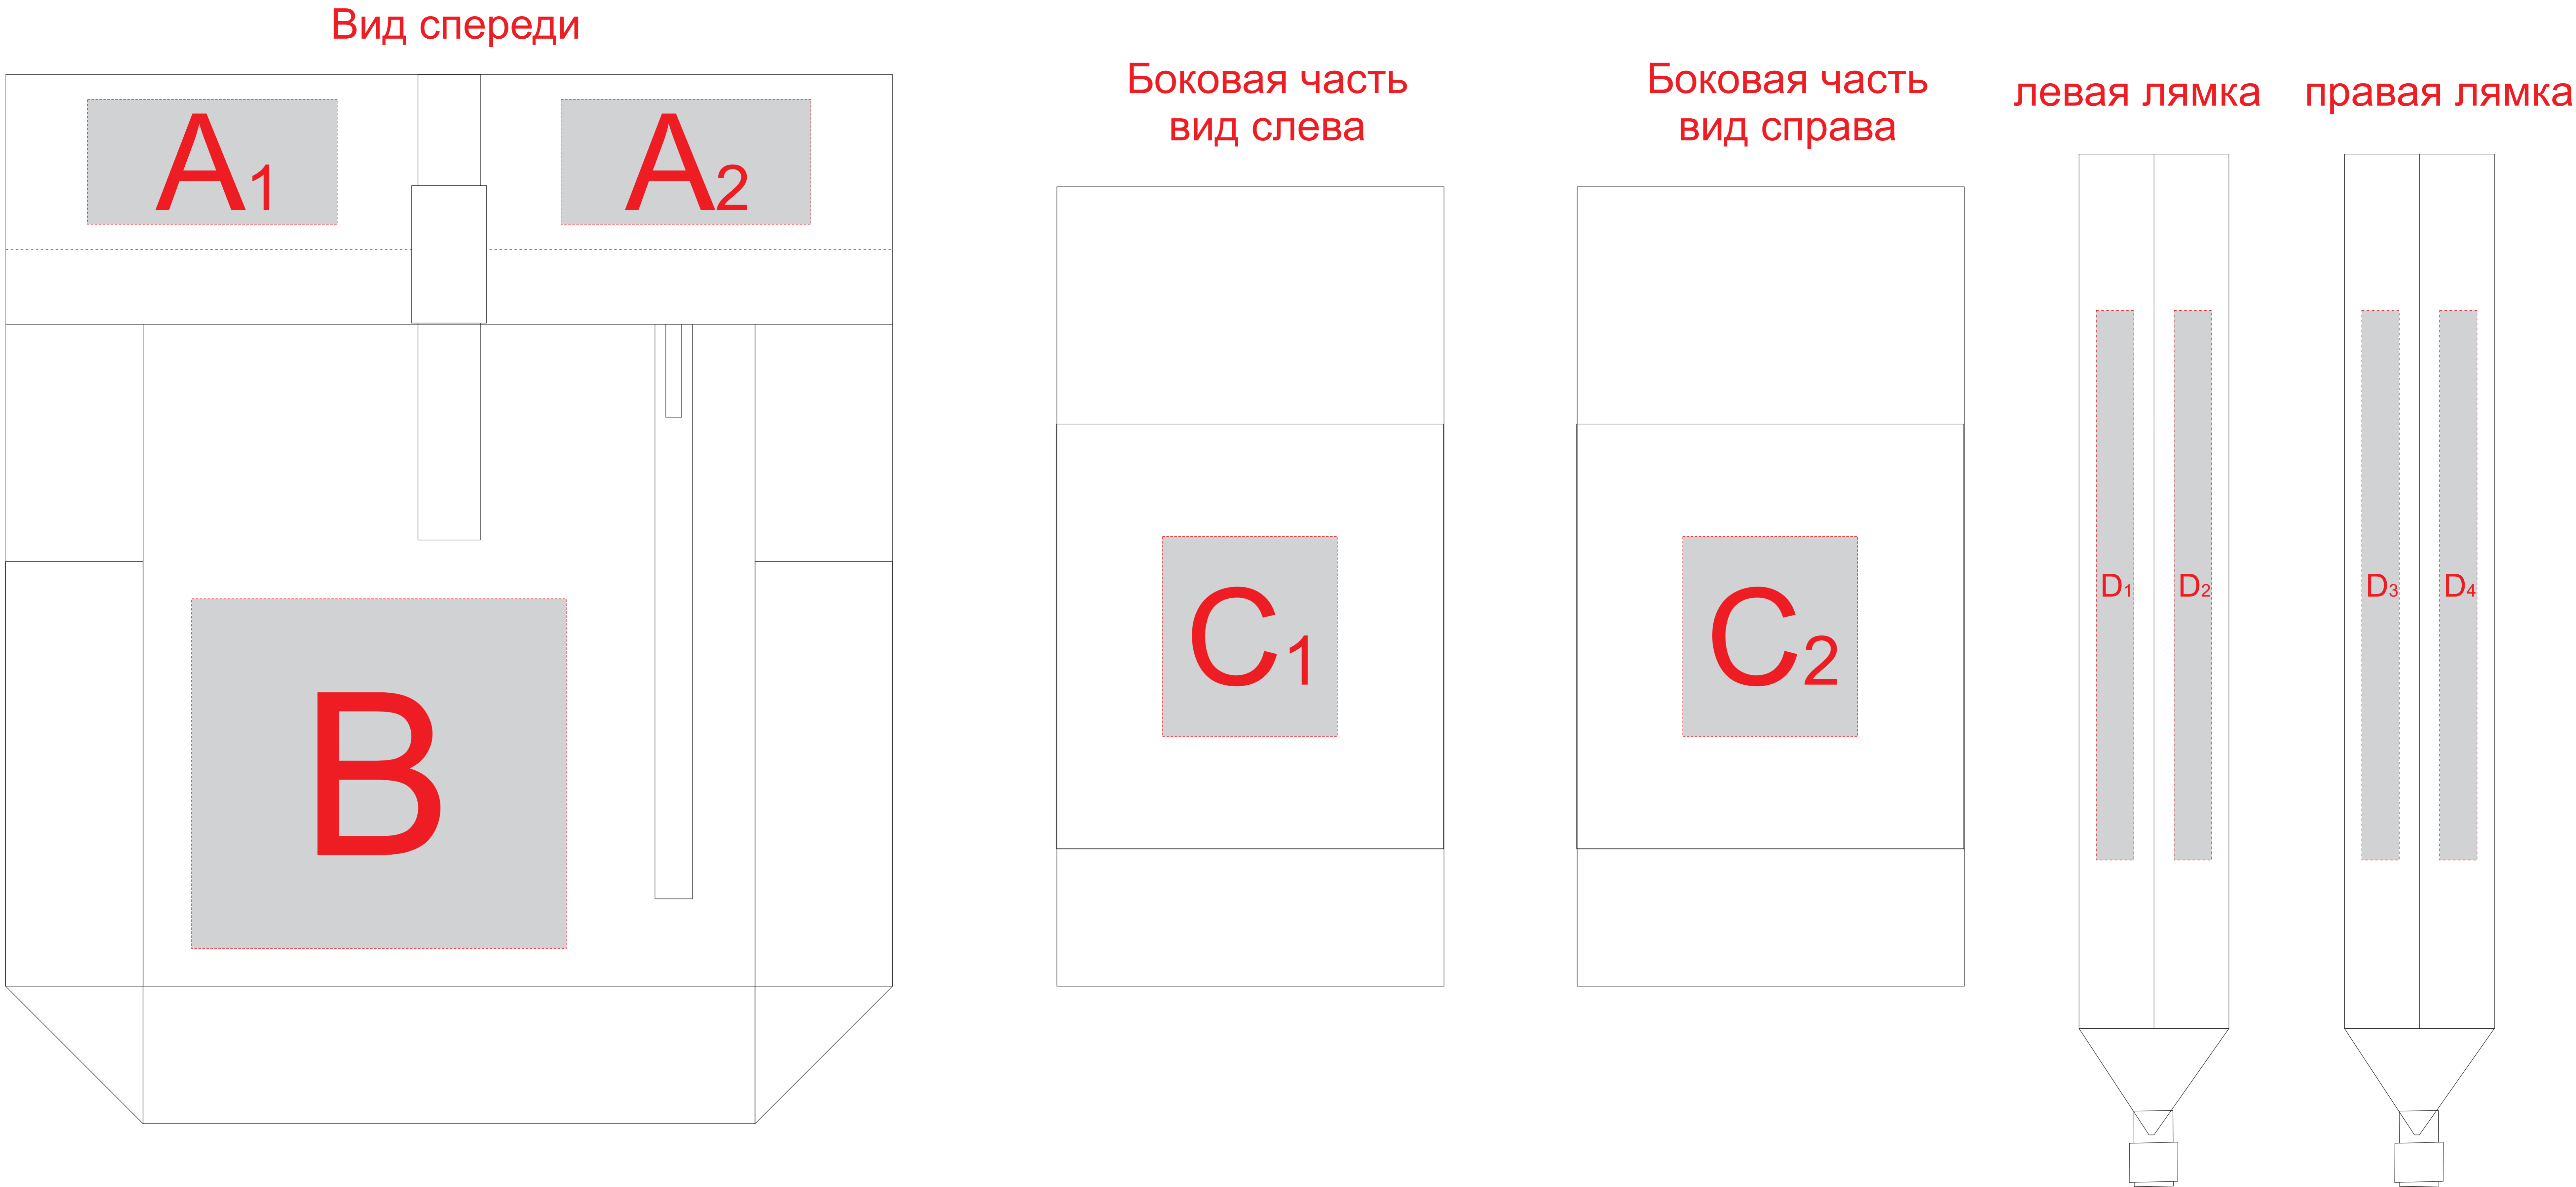 Вид спереди
A1
A2
B
Боковая часть
вид слева
C1
Боковая часть
вид справа
C2
левая лямка
D1
D2
правая лямка
D3
D4